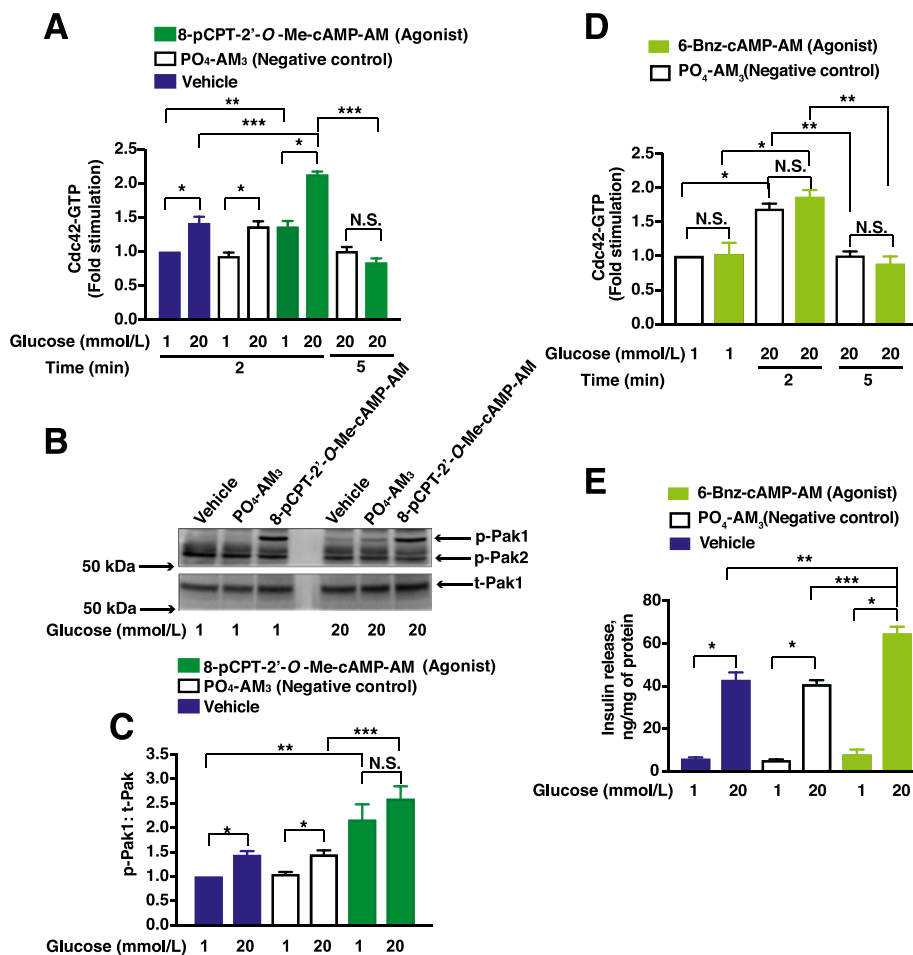 A
8-pCPT-2'-O-Me-cAMP-AM (Agonist)
PO₄-AM₃ (Negative control)
Vehicle
** *** *** *
* * N.S.
Cdc42-GTP
(Fold stimulation)
2.5
2.0
1.5
1.0
0.5
0.0
Glucose (mmol/L) 1 20 1 20 1 20 20 20
Time (min) 2 5
D
6-Bnz-cAMP-AM (Agonist)
PO₄-AM₃(Negative control)
** ** * N.S.
* N.S. N.S.
Cdc42-GTP
(Fold stimulation)
2.5
2.0
1.5
1.0
0.5
0.0
Glucose (mmol/L) 1 1 20 20 20 20
Time (min) 2 5
B
Vehicle
PO₄-AM₃
8-pCPT-2'-O-Me-cAMP-AM
Vehicle
PO₄-AM₃
8-pCPT-2'-O-Me-cAMP-AM
p-Pak1
p-Pak2
50 kDa
t-Pak1
50 kDa
Glucose (mmol/L) 1 1 1 20 20 20
8-pCPT-2'-O-Me-cAMP-AM (Agonist)
PO₄-AM₃ (Negative control)
Vehicle
C
*** ** N.S.
* *
p-Pak1: t-Pak
3.5
3.0
2.5
2.0
1.5
1.0
0.5
0.0
Glucose (mmol/L) 1 20 1 20 1 20
E
6-Bnz-cAMP-AM (Agonist)
PO₄-AM₃(Negative control)
Vehicle
** *** *
* *
Insulin release,
ng/mg of protein
80
60
40
20
0
Glucose (mmol/L) 1 20 1 20 1 20